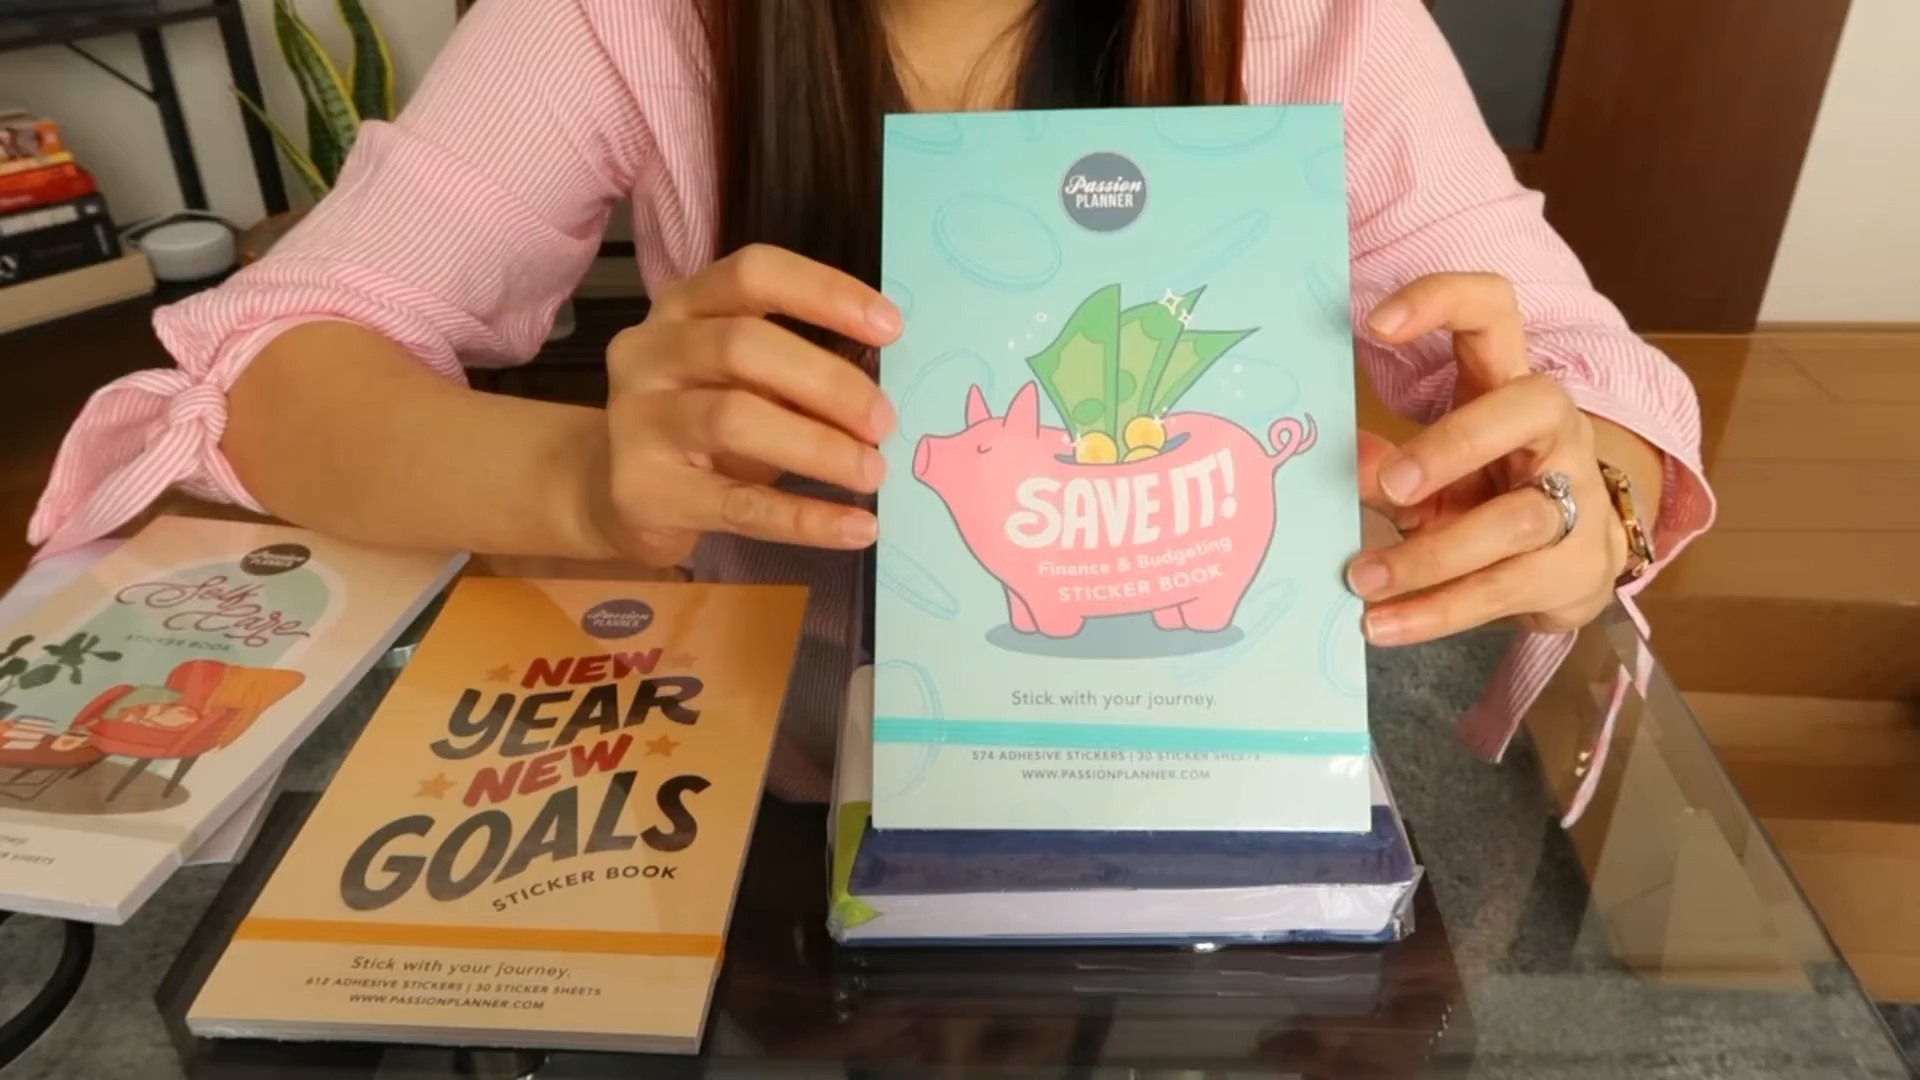 Passion
PLANNER
SAVE IT!
Finance & Budgeting
STICKER BOOK
Stick with your journey.
574 ADHESIVE STICKERS | 30 STICKER SHEETS
WWW.PASSIONPLANNER.COM
Passion
PLANNER
NEW
YEAR
NEW
GOALS
STICKER BOOK
Stick with your journey.
612 ADHESIVE STICKERS | 30 STICKER SHEETS
WWW.PASSIONPLANNER.COM
Passion
PLANNER
Self
Care
STICKER BOOK
SHEETS